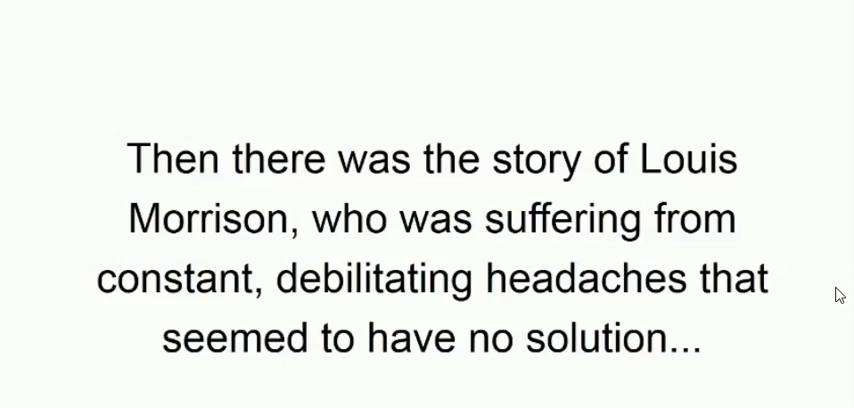 Then there was the story of Louis
Morrison, who was suffering from
constant, debilitating headaches that
seemed to have no solution...